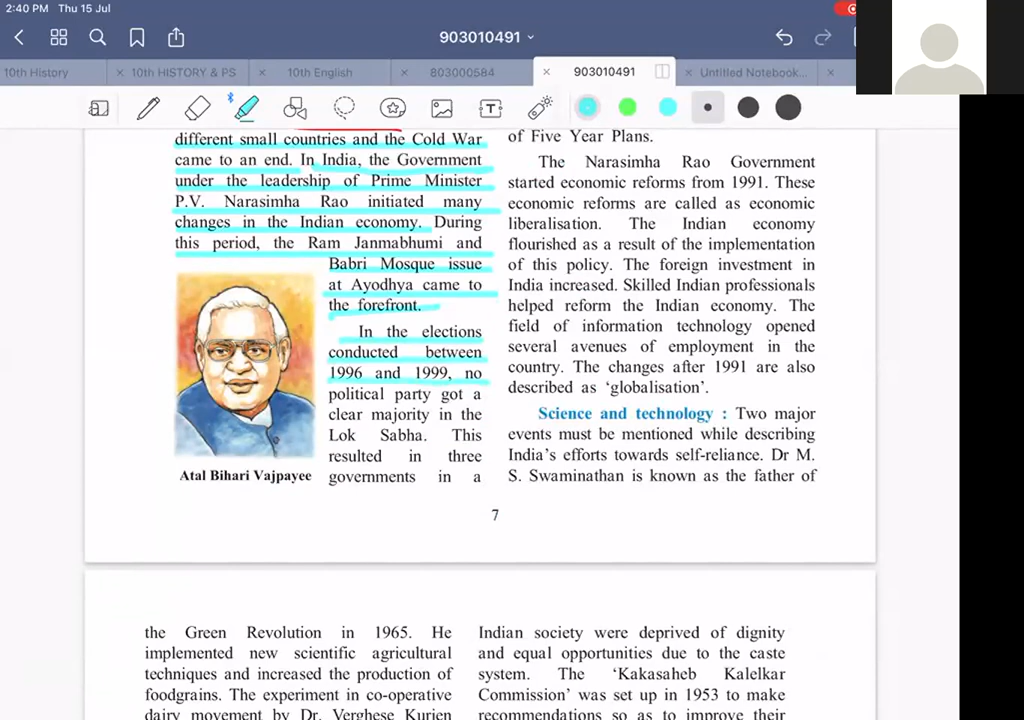 2:40 PM Thu 15 Jul
903010491
10th History
10th HISTORY & PS
10th English
803000584
903010491
Untitled Notebook...
different small countries and the Cold War
came to an end. In India, the Government
under the leadership of Prime Minister
P.V. Narasimha Rao initiated many
changes in the Indian economy. During
this period, the Ram Janmabhumi and
Babri Mosque issue
at Ayodhya came to
the forefront.
In the elections
conducted between
1996 and 1999, no
political party got a
clear majority in the
Lok Sabha. This
resulted in three
governments in a
Atal Bihari Vajpayee
of Five Year Plans.
The Narasimha Rao Government
started economic reforms from 1991. These
economic reforms are called as economic
liberalisation. The Indian economy
flourished as a result of the implementation
of this policy. The foreign investment in
India increased. Skilled Indian professionals
helped reform the Indian economy. The
field of information technology opened
several avenues of employment in the
country. The changes after 1991 are also
described as ‘globalisation’.
Science and technology : Two major
events must be mentioned while describing
India’s efforts towards self-reliance. Dr M.
S. Swaminathan is known as the father of
7
the Green Revolution in 1965. He
implemented new scientific agricultural
techniques and increased the production of
foodgrains. The experiment in co-operative
dairy movement by Dr. Verghese Kurien
Indian society were deprived of dignity
and equal opportunities due to the caste
system. The ‘Kakasaheb Kalelkar
Commission’ was set up in 1953 to make
recommendations so as to improve their